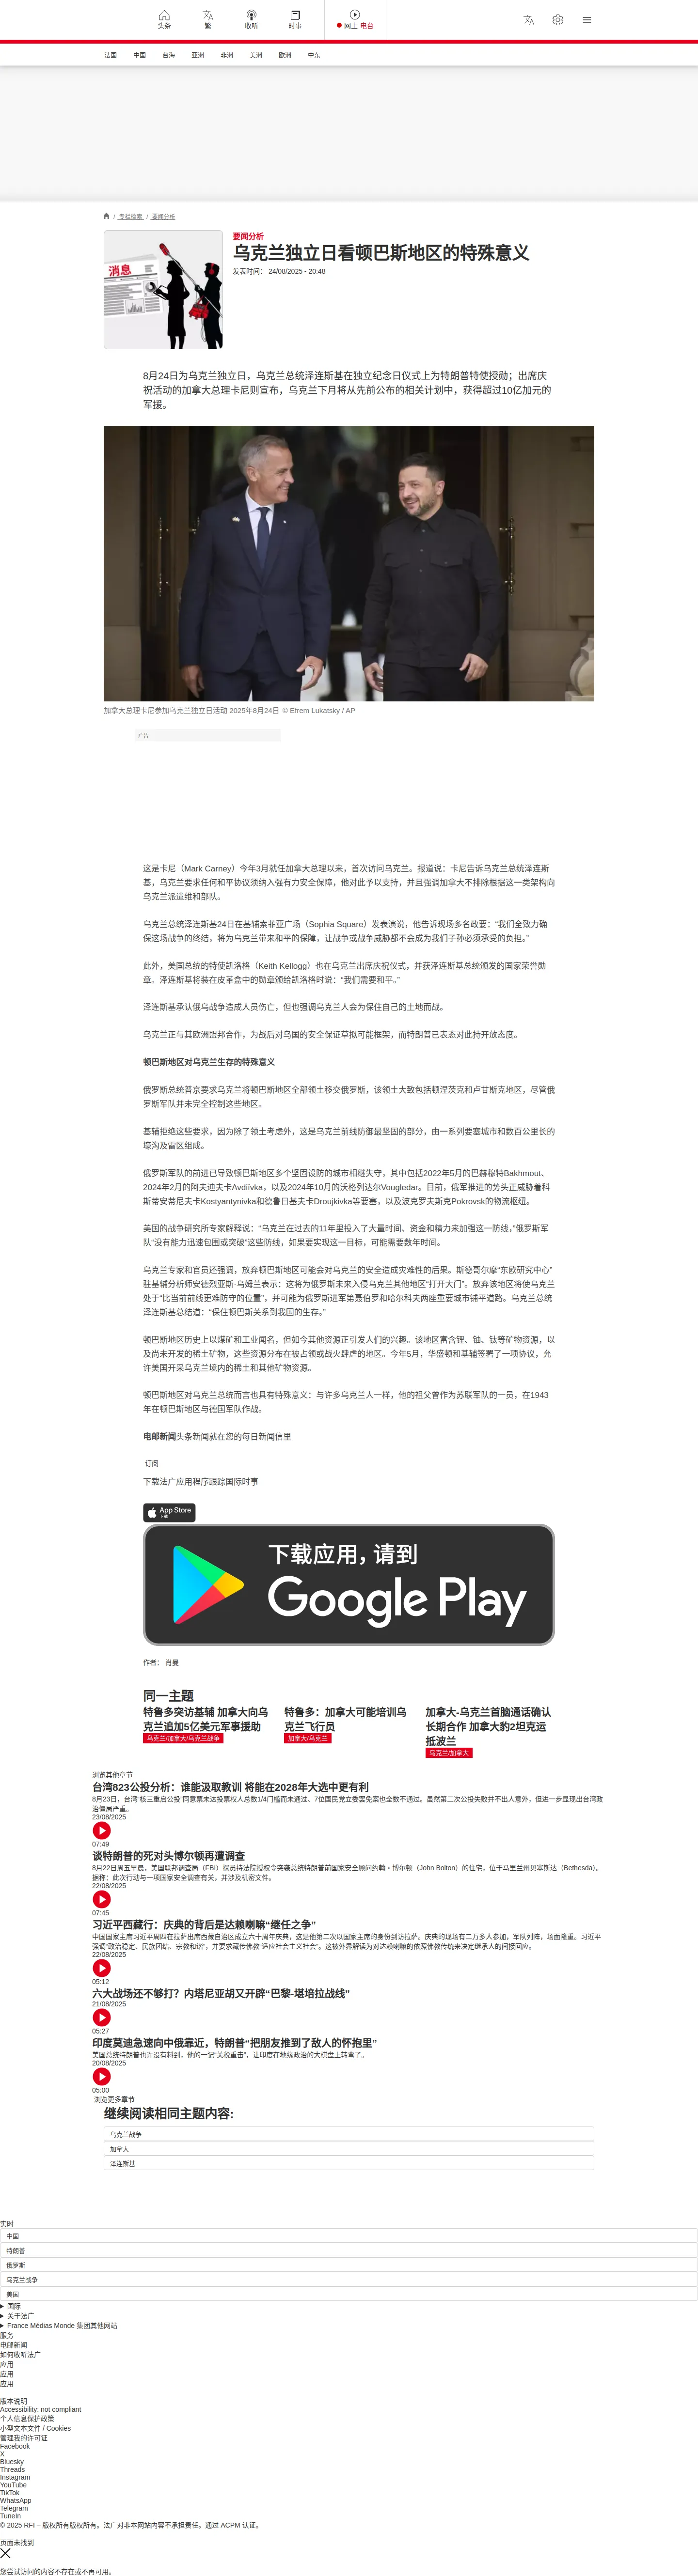 头条
繁
收听
时事
网上 电台
法国
中国
台海
亚洲
非洲
美洲
欧洲
中东
/ 专栏检索 / 要闻分析
消息
要闻分析
乌克兰独立日看顿巴斯地区的特殊意义
发表时间： 24/08/2025 - 20:48
8月24日为乌克兰独立日，乌克兰总统泽连斯基在独立纪念日仪式上为特朗普特使授勋；出席庆
祝活动的加拿大总理卡尼则宣布，乌克兰下月将从先前公布的相关计划中，获得超过10亿加元的
军援。
加拿大总理卡尼参加乌克兰独立日活动 2025年8月24日 © Efrem Lukatsky / AP
广告
这是卡尼（Mark Carney）今年3月就任加拿大总理以来，首次访问乌克兰。报道说：卡尼告诉乌克兰总统泽连斯
基，乌克兰要求任何和平协议须纳入强有力安全保障，他对此予以支持，并且强调加拿大不排除根据这一类架构向
乌克兰派遣维和部队。
乌克兰总统泽连斯基24日在基辅索菲亚广场（Sophia Square）发表演说，他告诉现场多名政要：“我们全致力确
保这场战争的终结，将为乌克兰带来和平的保障，让战争或战争威胁都不会成为我们子孙必须承受的负担。”
此外，美国总统的特使凯洛格（Keith Kellogg）也在乌克兰出席庆祝仪式，并获泽连斯基总统颁发的国家荣誉勋
章。泽连斯基将装在皮革盒中的勋章颁给凯洛格时说：“我们需要和平。”
泽连斯基承认俄乌战争造成人员伤亡，但也强调乌克兰人会为保住自己的土地而战。
乌克兰正与其欧洲盟邦合作，为战后对乌国的安全保证草拟可能框架，而特朗普已表态对此持开放态度。
顿巴斯地区对乌克兰生存的特殊意义
俄罗斯总统普京要求乌克兰将顿巴斯地区全部领土移交俄罗斯，该领土大致包括顿涅茨克和卢甘斯克地区，尽管俄
罗斯军队并未完全控制这些地区。
基辅拒绝这些要求，因为除了领土考虑外，这是乌克兰前线防御最坚固的部分，由一系列要塞城市和数百公里长的
壕沟及雷区组成。
俄罗斯军队的前进已导致顿巴斯地区多个坚固设防的城市相继失守，其中包括2022年5月的巴赫穆特Bakhmout、
2024年2月的阿夫迪夫卡Avdiïvka，以及2024年10月的沃格列达尔Vougledar。目前，俄军推进的势头正威胁着科
斯蒂安蒂尼夫卡Kostyantynivka和德鲁日基夫卡Droujkivka等要塞，以及波克罗夫斯克Pokrovsk的物流枢纽。
美国的战争研究所专家解释说：“乌克兰在过去的11年里投入了大量时间、资金和精力来加强这一防线，”俄罗斯军
队“没有能力迅速包围或突破”这些防线，如果要实现这一目标，可能需要数年时间。
乌克兰专家和官员还强调，放弃顿巴斯地区可能会对乌克兰的安全造成灾难性的后果。斯德哥尔摩“东欧研究中心”
驻基辅分析师安德烈亚斯·乌姆兰表示：这将为俄罗斯未来入侵乌克兰其他地区“打开大门”。放弃该地区将使乌克兰
处于“比当前前线更难防守的位置”，并可能为俄罗斯进军第聂伯罗和哈尔科夫两座重要城市铺平道路。乌克兰总统
泽连斯基总结道：“保住顿巴斯关系到我国的生存。”
顿巴斯地区历史上以煤矿和工业闻名，但如今其他资源正引发人们的兴趣。该地区富含锂、铀、钛等矿物资源，以
及尚未开发的稀土矿物，这些资源分布在被占领或战火肆虐的地区。今年5月，华盛顿和基辅签署了一项协议，允
许美国开采乌克兰境内的稀土和其他矿物资源。
顿巴斯地区对乌克兰总统而言也具有特殊意义：与许多乌克兰人一样，他的祖父曾作为苏联军队的一员，在1943
年在顿巴斯地区与德国军队作战。
电邮新闻头条新闻就在您的每日新闻信里
订阅
下载法广应用程序跟踪国际时事
App Store
下载
下载应用，请到
Google Play
作者： 肖曼
同一主题
特鲁多突访基辅 加拿大向乌
克兰追加5亿美元军事援助
乌克兰/加拿大/乌克兰战争
特鲁多：加拿大可能培训乌
克兰飞行员
加拿大/乌克兰
加拿大-乌克兰首脑通话确认
长期合作 加拿大豹2坦克运
抵波兰
乌克兰/加拿大
浏览其他章节
台湾823公投分析：谁能汲取教训 将能在2028年大选中更有利
8月23日，台湾“核三重启公投”同意票未达投票权人总数1/4门槛而未通过、7位国民党立委罢免案也全数不通过。虽然第二次公投失败并不出人意外，但进一步显现出台湾政
治僵局严重。
23/08/2025
07:49
谈特朗普的死对头博尔顿再遭调查
8月22日周五早晨，美国联邦调查局（FBI）探员持法院授权令突袭总统特朗普前国家安全顾问约翰・博尔顿（John Bolton）的住宅，位于马里兰州贝塞斯达（Bethesda）。
据称：此次行动与一项国家安全调查有关，并涉及机密文件。
22/08/2025
07:45
习近平西藏行：庆典的背后是达赖喇嘛“继任之争”
中国国家主席习近平周四在拉萨出席西藏自治区成立六十周年庆典，这是他第二次以国家主席的身份到访拉萨。庆典的现场有二万多人参加，军队列阵，场面隆重。习近平
强调“政治稳定、民族团结、宗教和谐”，并要求藏传佛教“适应社会主义社会”。这被外界解读为对达赖喇嘛的依照佛教传统来决定继承人的间接回应。
22/08/2025
05:12
六大战场还不够打？内塔尼亚胡又开辟“巴黎-堪培拉战线”
21/08/2025
05:27
印度莫迪急速向中俄靠近，特朗普“把朋友推到了敌人的怀抱里”
美国总统特朗普也许没有料到，他的一记“关税重击”，让印度在地缘政治的大棋盘上转弯了。
20/08/2025
05:00
浏览更多章节
继续阅读相同主题内容:
乌克兰战争
加拿大
泽连斯基
实时
中国
特朗普
俄罗斯
乌克兰战争
美国
国际
关于法广
France Médias Monde 集团其他网站
服务
电邮新闻
如何收听法广
应用
应用
应用
版本说明
Accessibility: not compliant
个人信息保护政策
小型文本文件 / Cookies
管理我的许可证
Facebook
X
Bluesky
Threads
Instagram
YouTube
TikTok
WhatsApp
Telegram
TuneIn
© 2025 RFI – 版权所有版权所有。法广对非本网站内容不承担责任。通过 ACPM 认证。
页面未找到
您尝试访问的内容不存在或不再可用。